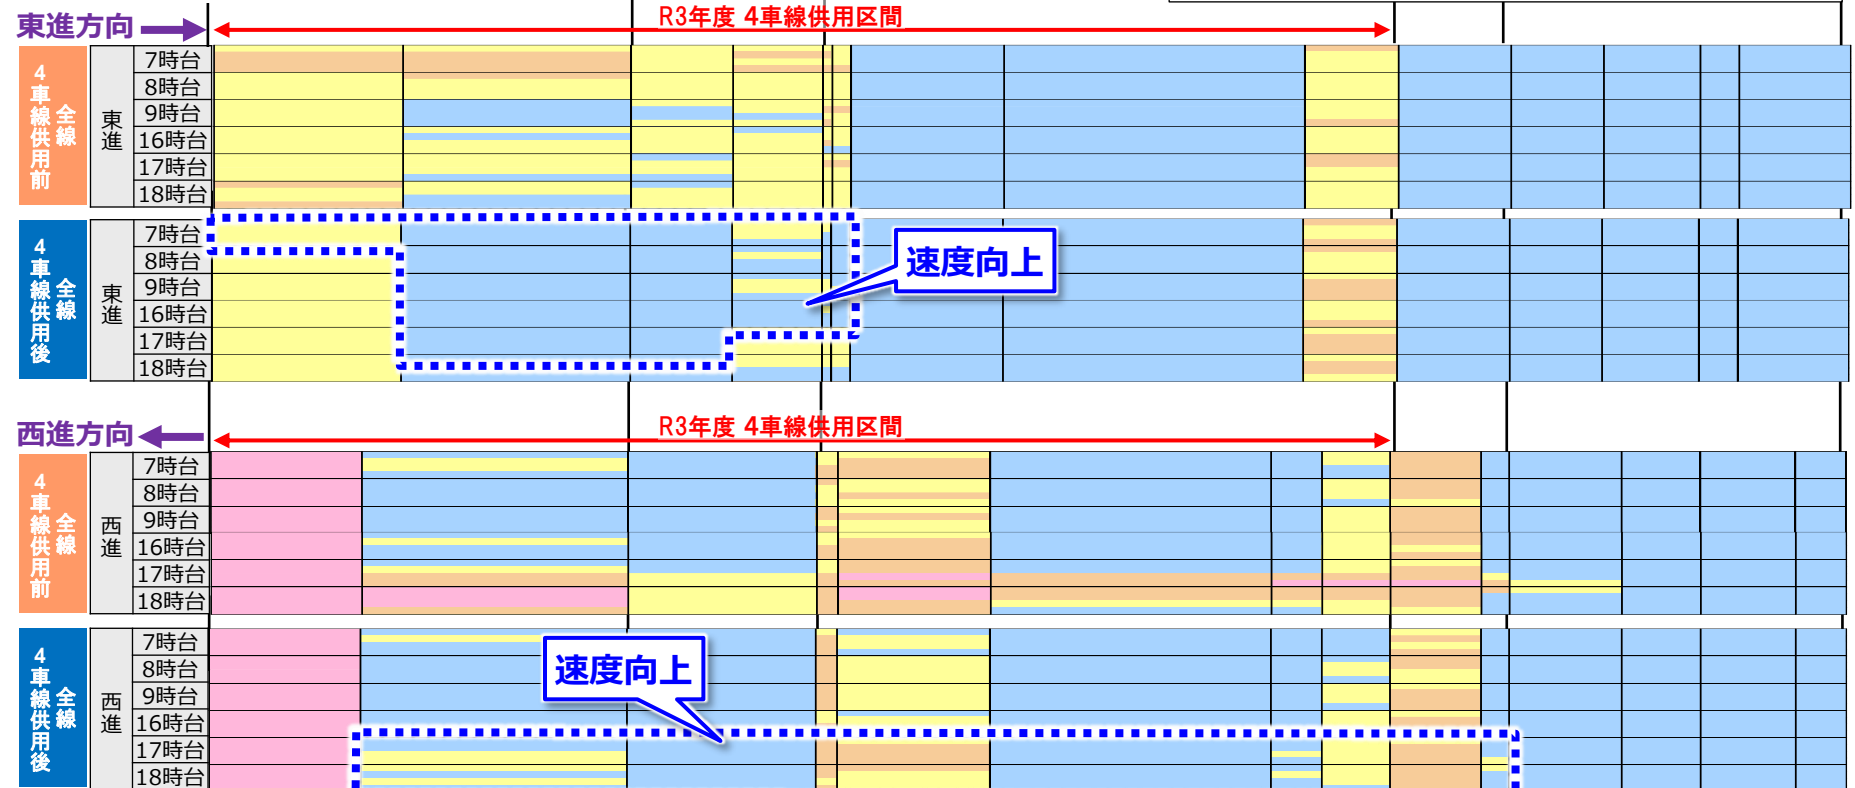 東進方向
R3年度 4車線供用区間
全線
4車線供用前
東進
7時台
8時台
9時台
16時台
17時台
18時台
全線
4車線供用後
東進
7時台
8時台
9時台
16時台
17時台
18時台
速度向上
西進方向
R3年度 4車線供用区間
全線
4車線供用前
西進
7時台
8時台
9時台
16時台
17時台
18時台
全線
4車線供用後
西進
7時台
8時台
9時台
16時台
17時台
18時台
速度向上